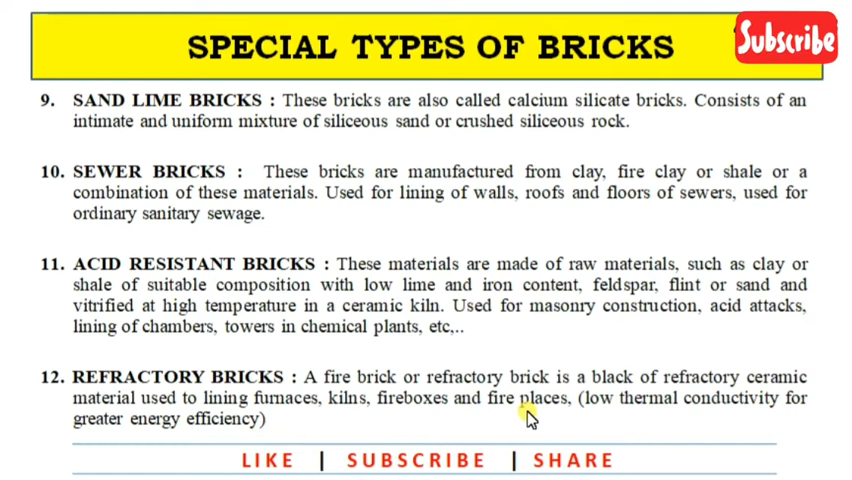 SPECIAL TYPES OF BRICKS
Subscribe
9. SAND LIME BRICKS : These bricks are also called calcium silicate bricks. Consists of an
intimate and uniform mixture of siliceous sand or crushed siliceous rock.
10. SEWER BRICKS : These bricks are manufactured from clay, fire clay or shale or a
combination of these materials. Used for lining of walls, roofs and floors of sewers, used for
ordinary sanitary sewage.
11. ACID RESISTANT BRICKS : These materials are made of raw materials, such as clay or
shale of suitable composition with low lime and iron content, feldspar, flint or sand and
vitrified at high temperature in a ceramic kiln. Used for masonry construction, acid attacks,
lining of chambers, towers in chemical plants, etc,..
12. REFRACTORY BRICKS : A fire brick or refractory brick is a black of refractory ceramic
material used to lining furnaces, kilns, fireboxes and fire places, (low thermal conductivity for
greater energy efficiency)
LIKE | SUBSCRIBE | SHARE